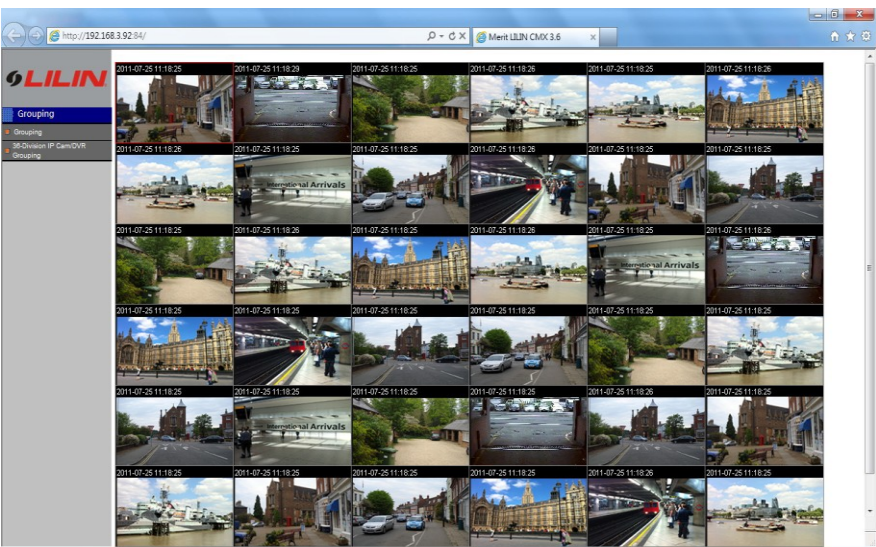 http://192.168.3.92:84/
Merit LILIN CMX 3.6
LILIN
Grouping
Grouping
36-Division IP Cam/DVR
Grouping
2011-07-25 11:18:25 2011-07-25 11:18:29 2011-07-25 11:18:25 2011-07-25 11:18:26 2011-07-25 11:18:26 2011-07-25 11:18:26
2011-07-25 11:18:26 2011-07-25 11:18:25 2011-07-25 11:18:25 2011-07-25 11:18:26 2011-07-25 11:18:25 2011-07-25 11:18:25
International Arrivals
2011-07-25 11:18:25 2011-07-25 11:18:26 2011-07-25 11:18:26 2011-07-25 11:18:26 2011-07-25 11:18:25 2011-07-25 11:18:25
International Arrivals
2011-07-25 11:18:26 2011-07-25 11:18:26 2011-07-25 11:18:25 2011-07-25 11:18:25 2011-07-25 11:18:25 2011-07-25 11:18:26
2011-07-25 11:18:25 2011-07-25 11:18:25 2011-07-25 11:18:25 2011-07-25 11:18:25 2011-07-25 11:18:25 2011-07-25 11:18:25
International Arrivals
2011-07-25 11:18:25 2011-07-25 11:18:25 2011-07-25 11:18:25 2011-07-25 11:18:26 2011-07-25 11:18:26 2011-07-25 11:18:26